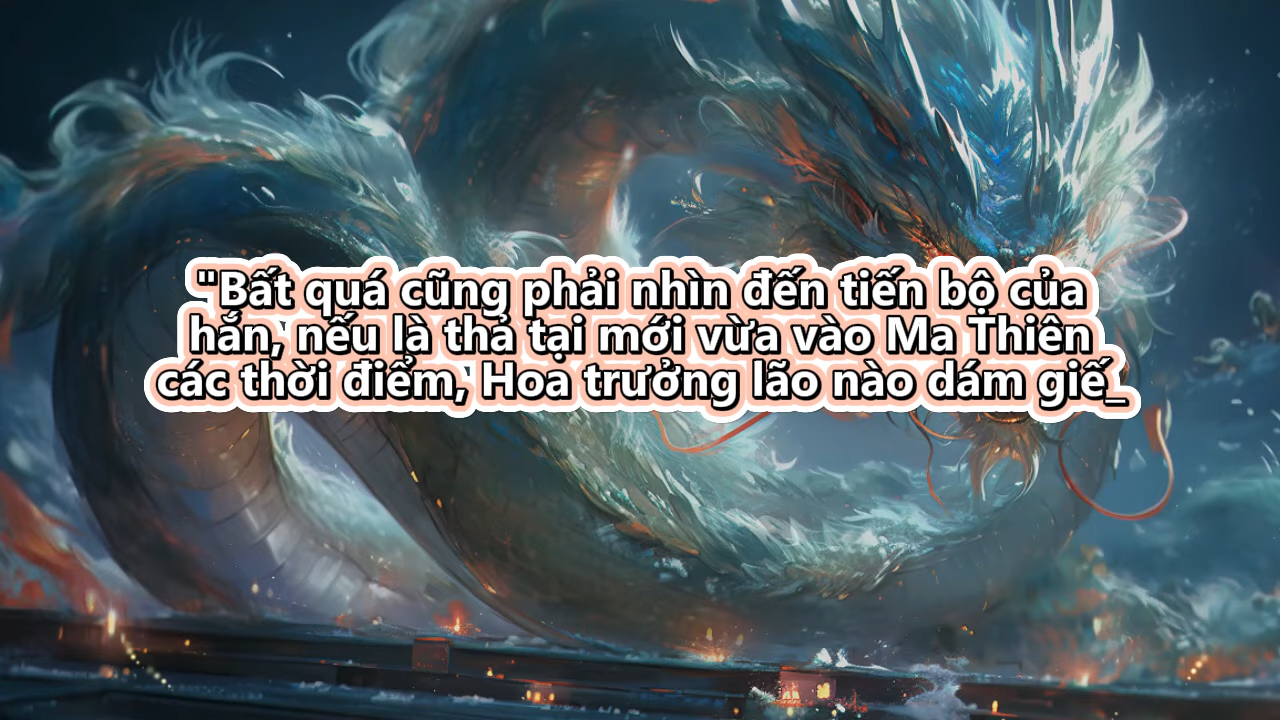 "Bất quá cũng phải nhìn đến tiến bộ của
hắn, nếu là thả tại mới vừa vào Ma Thiên
các thời điểm, Hoa trưởng lão nào dám giế_